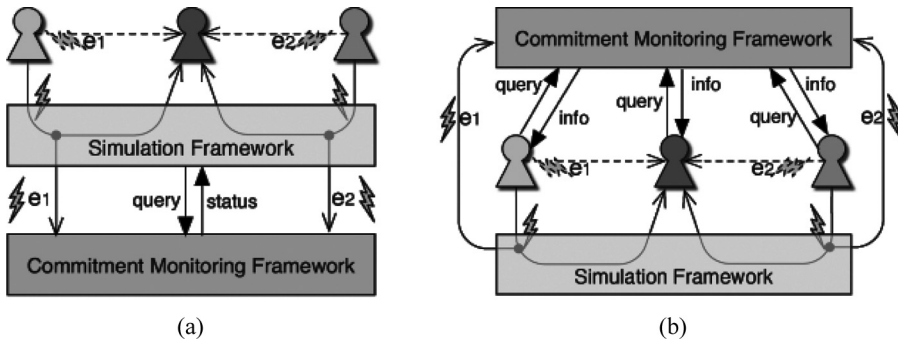 e1
e2
Simulation Framework
e1
query
status
e2
Commitment Monitoring Framework
(a)
Commitment Monitoring Framework
query
info
query
info
info
query
e1
e2
e1
e2
Simulation Framework
(b)